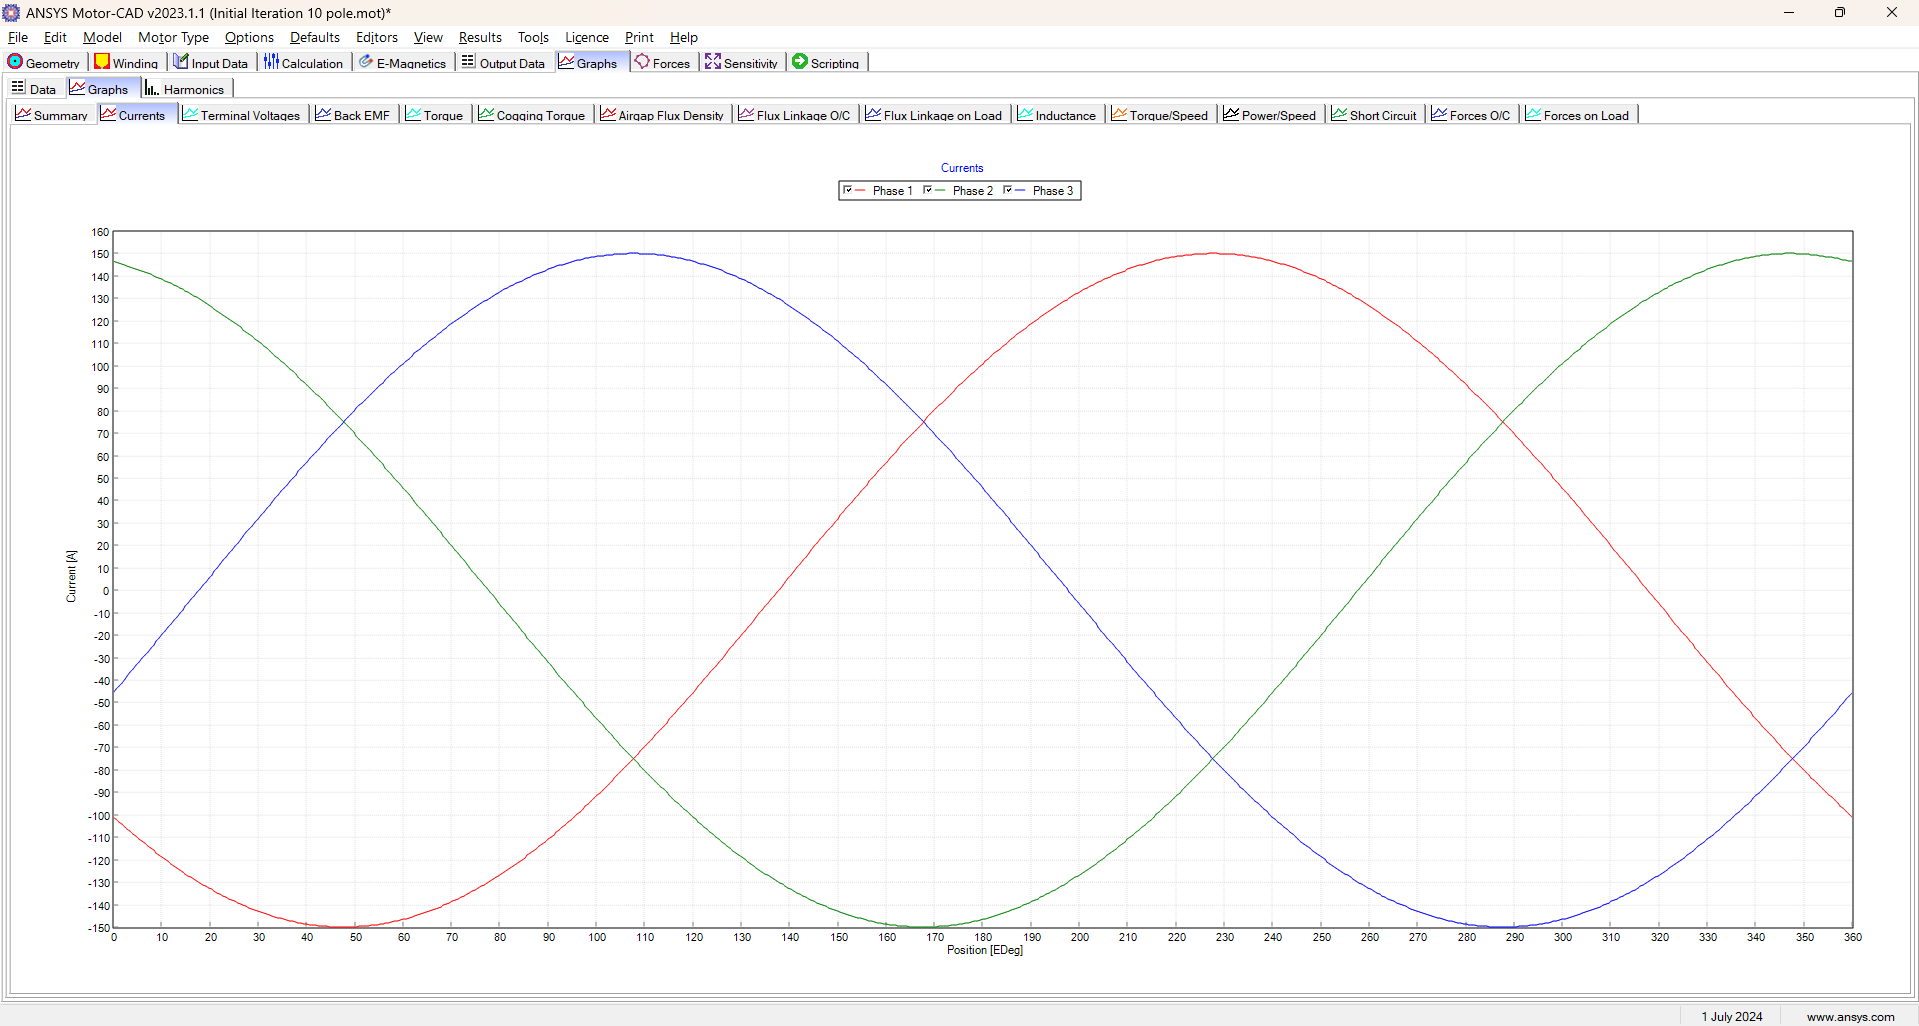 ANSYS Motor-CAD v2023.1.1 (Initial Iteration 10 pole.mot)*
File Edit Model Motor Type Options Defaults Editors View Results Tools Licence Print Help
Geometry Winding Input Data Calculation E-Magnetics Output Data Graphs Forces Sensitivity Scripting
Data Graphs Harmonics
Summary Currents Terminal Voltages Back EMF Torque Cogging Torque Airgap Flux Density Flux Linkage O/C Flux Linkage on Load Inductance Torque/Speed Power/Speed Short Circuit Forces O/C Forces on Load
Currents
Phase 1 Phase 2 Phase 3
160
150
140
130
120
110
100
90
80
70
60
50
40
30
20
10
0
-10
-20
-30
-40
-50
-60
-70
-80
-90
-100
-110
-120
-130
-140
-150
Current [A]
0 10 20 30 40 50 60 70 80 90 100 110 120 130 140 150 160 170 180 190 200 210 220 230 240 250 260 270 280 290 300 310 320 330 340 350 360
Position [EDeg]
1 July 2024 www.ansys.com